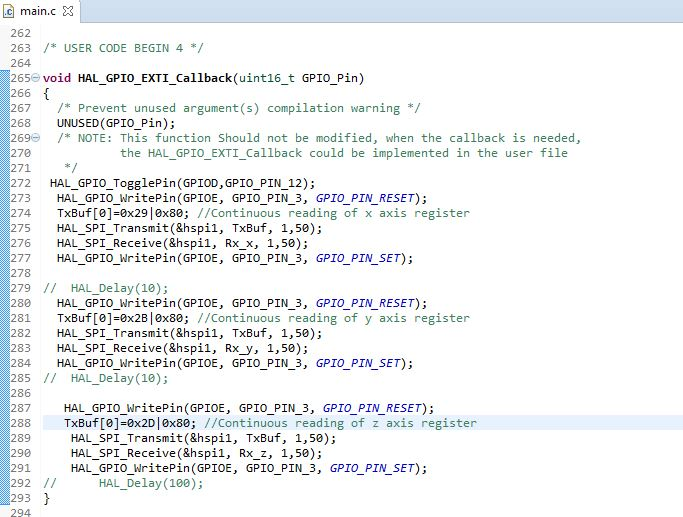 main.c
262
263 /* USER CODE BEGIN 4 */
264
265 void HAL_GPIO_EXTI_Callback(uint16_t GPIO_Pin)
266 {
267   /* Prevent unused argument(s) compilation warning */
268   UNUSED(GPIO_Pin);
269   /* NOTE: This function Should not be modified, when the callback is needed,
270            the HAL_GPIO_EXTI_Callback could be implemented in the user file
271    */
272  HAL_GPIO_TogglePin(GPIOD,GPIO_PIN_12);
273   HAL_GPIO_WritePin(GPIOE, GPIO_PIN_3, GPIO_PIN_RESET);
274   TxBuf[0]=0x29|0x80; //Continuous reading of x axis register
275   HAL_SPI_Transmit(&hspi1, TxBuf, 1,50);
276   HAL_SPI_Receive(&hspi1, Rx_x, 1,50);
277   HAL_GPIO_WritePin(GPIOE, GPIO_PIN_3, GPIO_PIN_SET);
278
279 //  HAL_Delay(10);
280   HAL_GPIO_WritePin(GPIOE, GPIO_PIN_3, GPIO_PIN_RESET);
281   TxBuf[0]=0x2B|0x80; //Continuous reading of y axis register
282   HAL_SPI_Transmit(&hspi1, TxBuf, 1,50);
283   HAL_SPI_Receive(&hspi1, Rx_y, 1,50);
284   HAL_GPIO_WritePin(GPIOE, GPIO_PIN_3, GPIO_PIN_SET);
285 //  HAL_Delay(10);
286
287    HAL_GPIO_WritePin(GPIOE, GPIO_PIN_3, GPIO_PIN_RESET);
288    TxBuf[0]=0x2D|0x80; //Continuous reading of z axis register
289     HAL_SPI_Transmit(&hspi1, TxBuf, 1,50);
290     HAL_SPI_Receive(&hspi1, Rx_z, 1,50);
291     HAL_GPIO_WritePin(GPIOE, GPIO_PIN_3, GPIO_PIN_SET);
292 //      HAL_Delay(100);
293 }